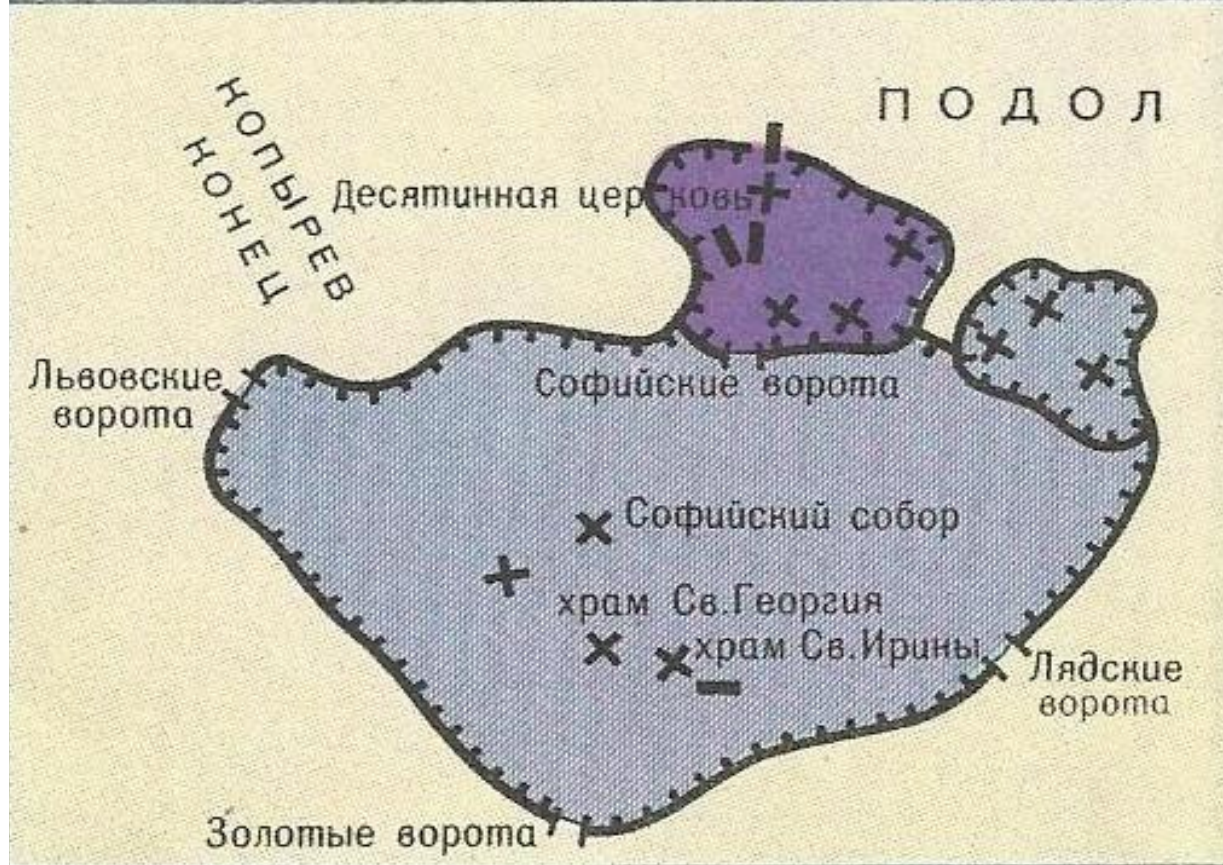 ПОДОЛ
КОПЫРЕВ
КОНЕЦ
Десятинная церковь
Львовские
ворота
Софийские ворота
Софийский собор
храм Св.Георгия
храм Св.Ирины
Лядские
ворота
Золотые ворота